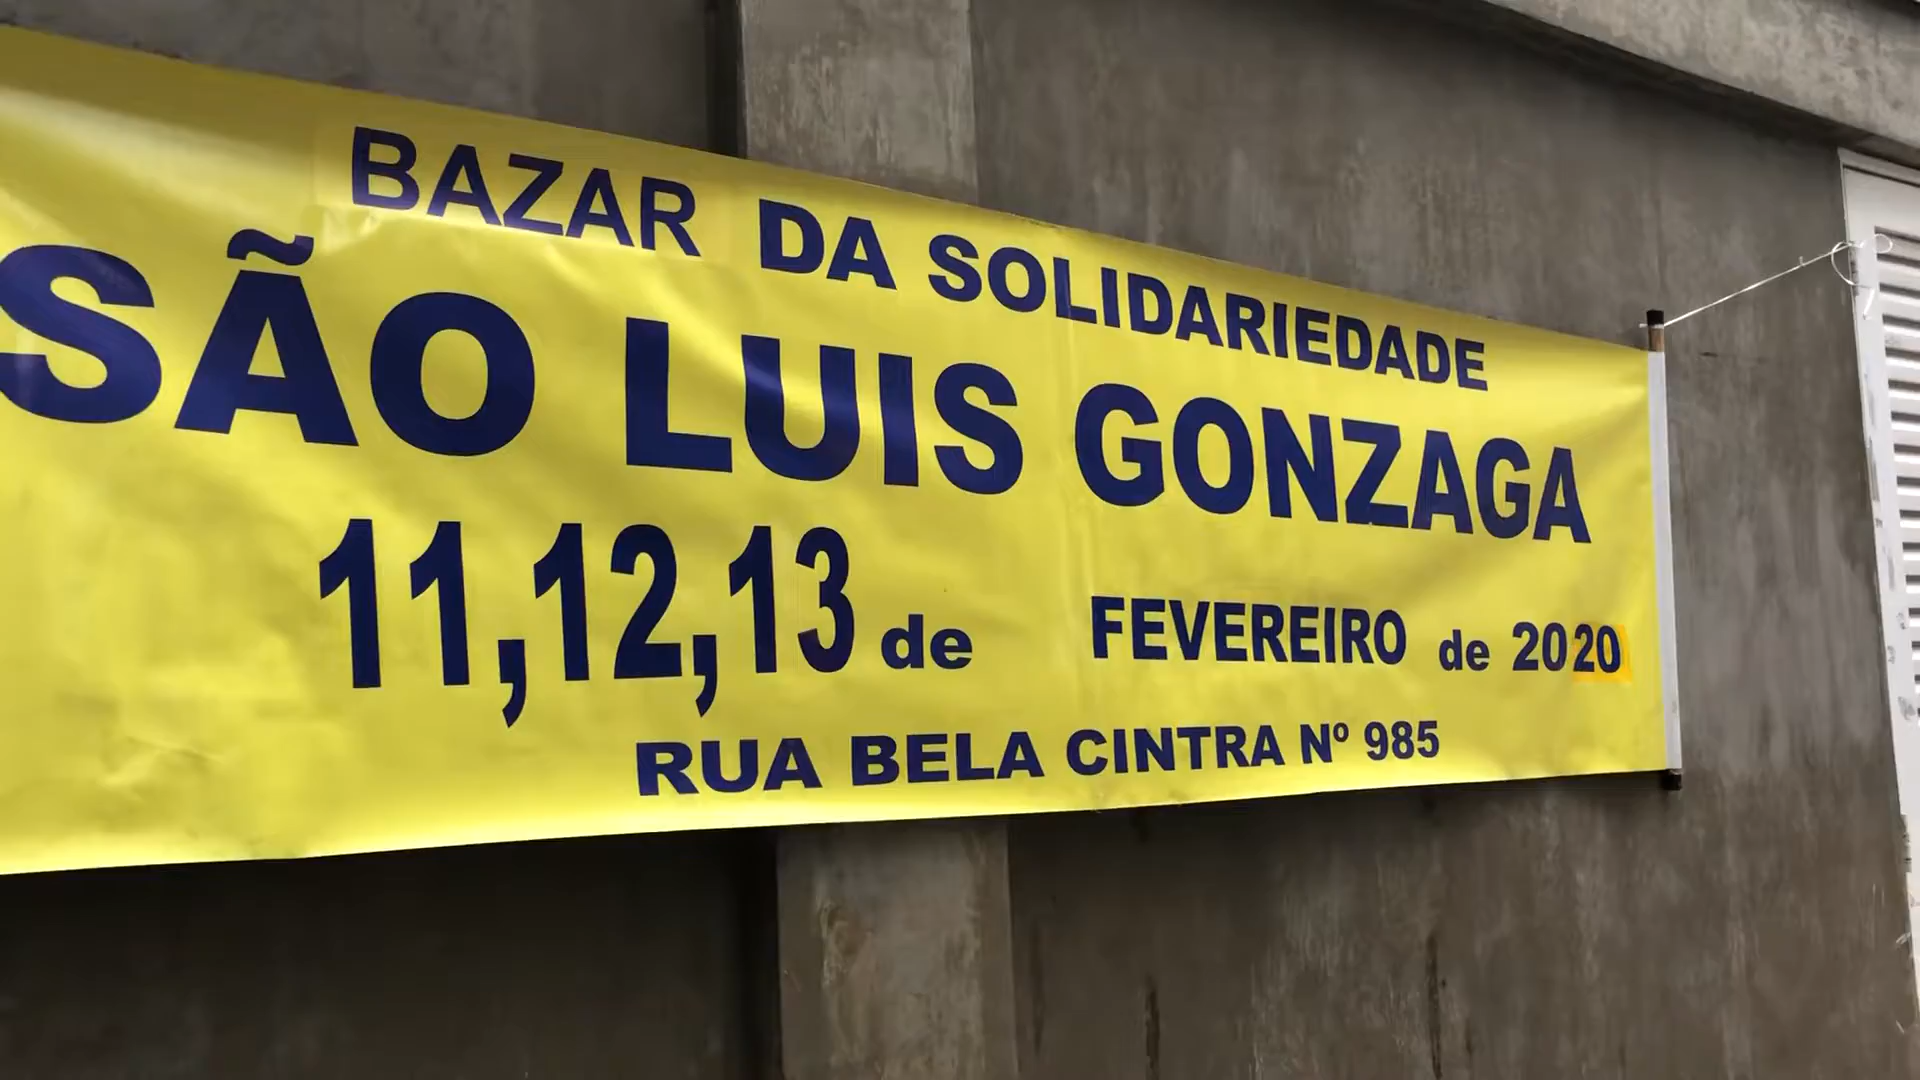 BAZAR DA SOLIDARIEDADE
SÃO LUIS GONZAGA
11,12,13 de FEVEREIRO de 2020
RUA BELA CINTRA Nº 985